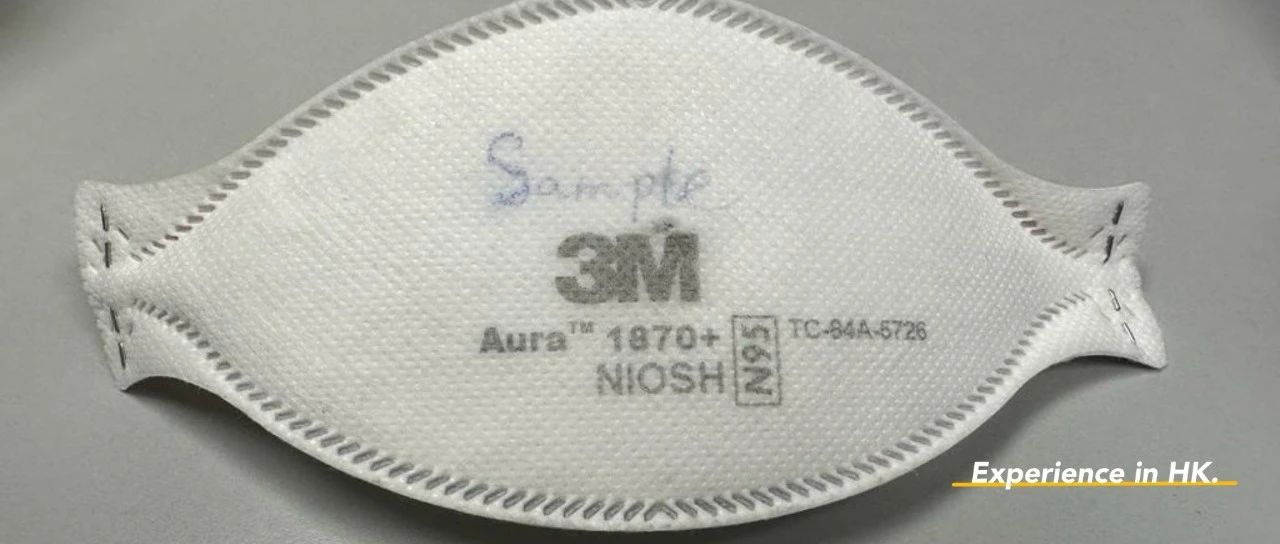 Sample
3M
Aura™ 1870+ N95 TC-84A-5726
NIOSH
Experience in HK.